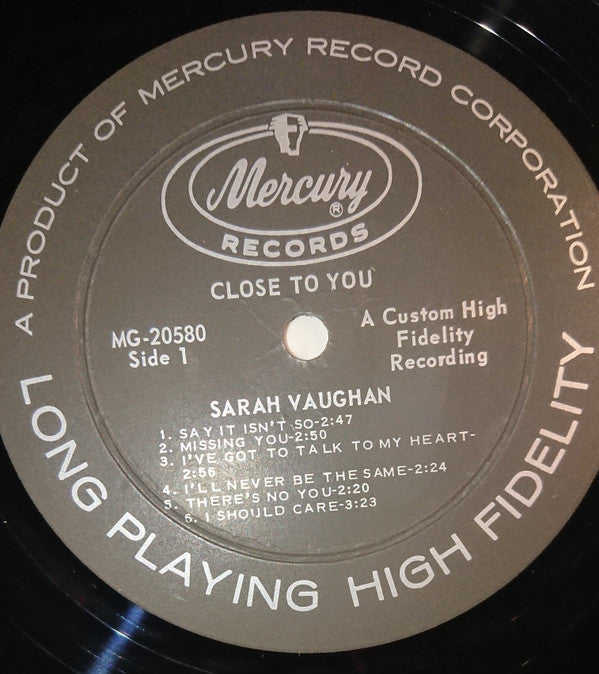 A PRODUCT OF MERCURY RECORD CORPORATION
Mercury
®
RECORDS
CLOSE TO YOU
MG-20580
Side 1
A Custom High
Fidelity
Recording
SARAH VAUGHAN
1. SAY IT ISN'T SO-2:47
2. MISSING YOU-2:50
3. I'VE GOT TO TALK TO MY HEART-
2:56
4. I'LL NEVER BE THE SAME-2:24
5. THERE'S NO YOU-2:20
6. I SHOULD CARE-3:23
LONG PLAYING HIGH FIDELITY